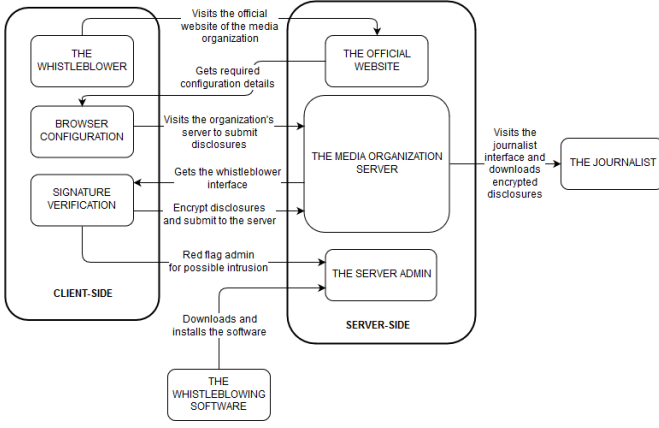 Visits the official
website of the media
organization
THE
WHISTLEBLOWER
THE OFFICIAL
WEBSITE
Gets required
configuration details
BROWSER
CONFIGURATION
Visits the organization's
server to submit
disclosures
THE MEDIA ORGANIZATION
SERVER
Visits the
journalist
interface and
downloads
encrypted
disclosures
THE JOURNALIST
Gets the whistleblower
interface
SIGNATURE
VERIFICATION
Encrypt disclosures
and submit to the server
Red flag admin
for possible intrusion
THE SERVER ADMIN
CLIENT-SIDE
SERVER-SIDE
Downloads and
installs the software
THE
WHISTLEBLOWING
SOFTWARE